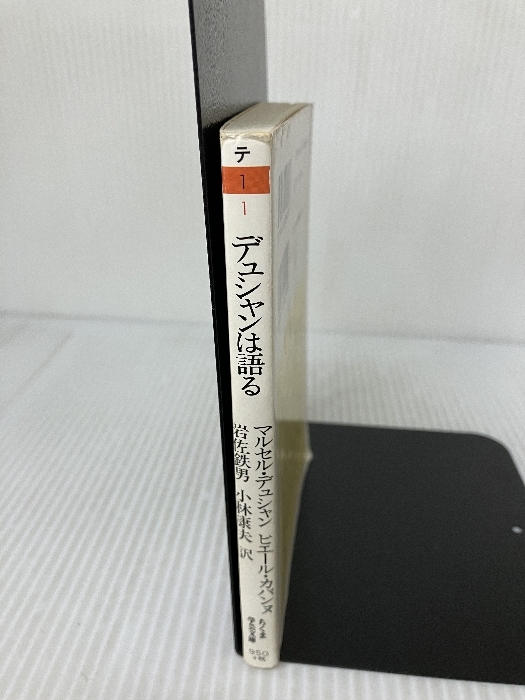 テ
1
1
デュシャンは語る
マルセル・デュシャン ピエール・カバンヌ
岩佐鉄男 小林康夫 訳
ちくま
学芸文庫
950
+税